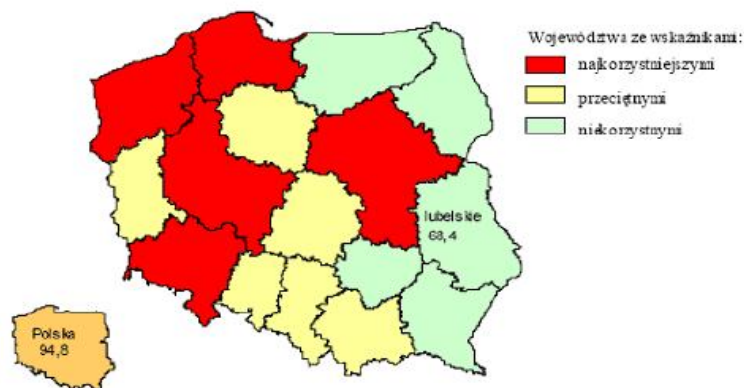 Województwa ze wskaźnikami:
najkorzystniejszymi
przeciętnymi
niekorzystnymi
lubelskie
68,4
Polska
94,8